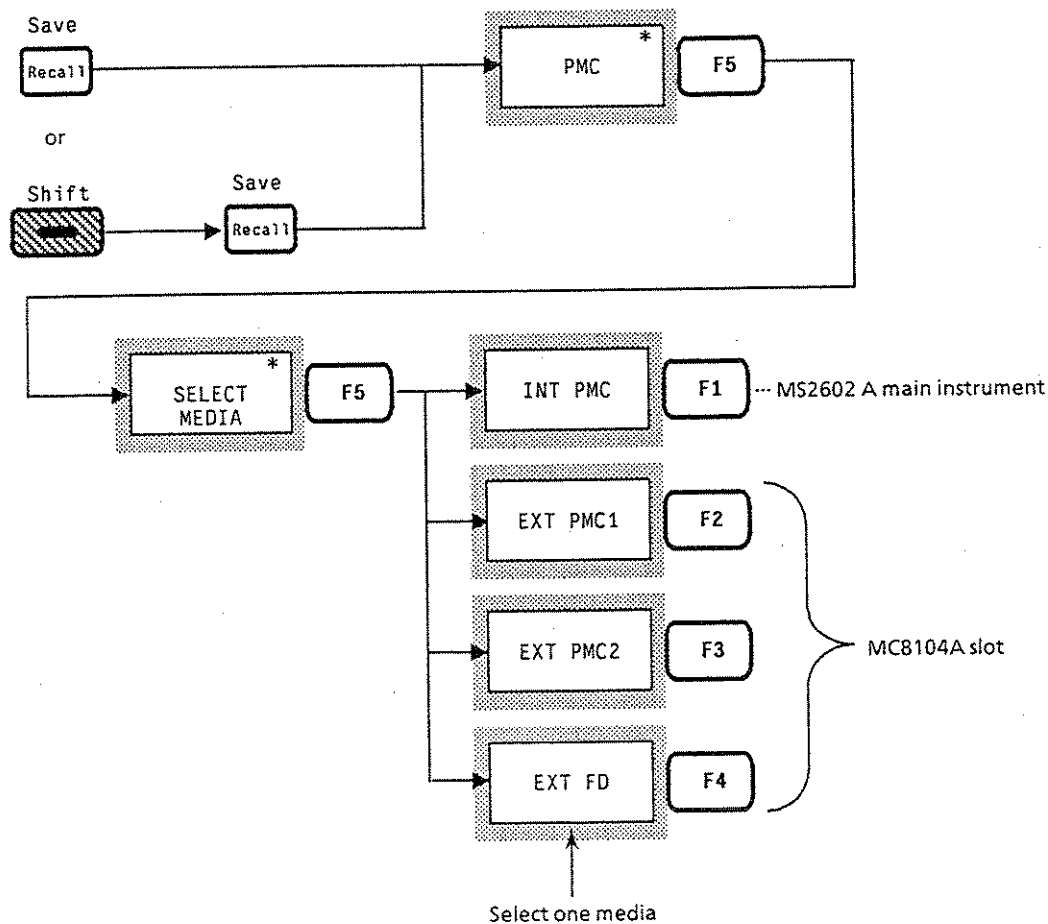 Save
Recall
PMC
*
F5
or
Shift
Save
Recall
SELECT
MEDIA
*
F5
INT PMC
F1
··· MS2602 A main instrument
EXT PMC1
F2
EXT PMC2
F3
MC8104A slot
EXT FD
F4
Select one media